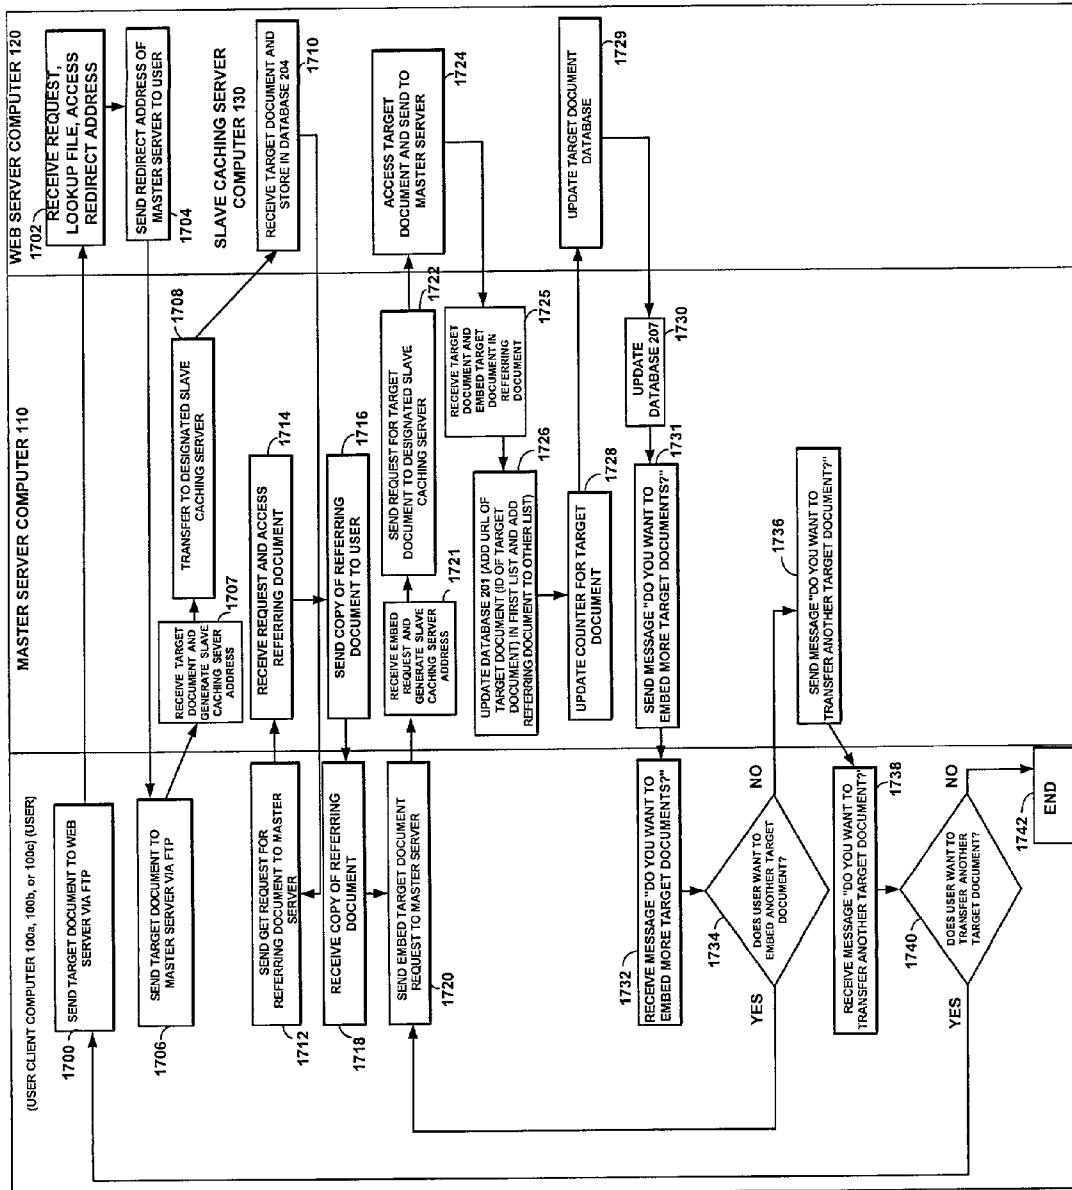 (USER CLIENT COMPUTER 100a, 100b, or 100c) (USER)
MASTER SERVER COMPUTER 110
WEB SERVER COMPUTER 120
SEND TARGET DOCUMENT TO WEB
SERVER VIA FTP
1700
1702
RECEIVE REQUEST,
LOOKUP FILE, ACCESS
REDIRECT ADDRESS
SEND REDIRECT ADDRESS OF
MASTER SERVER TO USER
1704
SEND TARGET DOCUMENT TO
MASTER SERVER VIA FTP
1706
RECEIVE TARGET
DOCUMENT AND
GENERATE SLAVE
CACHING SEVER
ADDRESS
1707
TRANSFER TO DESIGNATED SLAVE
CACHING SERVER
1708
SLAVE CACHING SERVER
COMPUTER 130
RECEIVE TARGET DOCUMENT AND
STORE IN DATABASE 204
1710
SEND GET REQUEST FOR
REFERRING DOCUMENT TO MASTER
SERVER
1712
RECEIVE REQUEST AND ACCESS
REFERRING DOCUMENT
1714
SEND COPY OF REFERRING
DOCUMENT TO USER
1716
RECEIVE COPY OF REFERRING
DOCUMENT
1718
SEND EMBED TARGET DOCUMENT
REQUEST TO MASTER SERVER
1720
RECEIVE EMBED
REQUEST AND
GENERATE SLAVE
CACHING SERVER
ADDRESS
1721
SEND REQUEST FOR TARGET
DOCUMENT TO DESIGNATED SLAVE
CACHING SERVER
1722
ACCESS TARGET
DOCUMENT AND SEND TO
MASTER SERVER
1724
RECEIVE TARGET
DOCUMENT AND
EMBED TARGET
DOCUMENT IN
REFERRING
DOCUMENT
1725
UPDATE DATABASE 201 (ADD URL OF
TARGET DOCUMENT (ID OF TARGET
DOCUMENT) IN FIRST LIST AND ADD
REFERRING DOCUMENT TO OTHER LIST)
1726
UPDATE COUNTER FOR TARGET
DOCUMENT
1728
UPDATE TARGET DOCUMENT
DATABASE
1729
UPDATE
DATABASE 207
1730
SEND MESSAGE "DO YOU WANT TO
EMBED MORE TARGET DOCUMENTS?"
1731
RECEIVE MESSAGE "DO YOU WANT TO
EMBED MORE TARGET DOCUMENTS?"
1732
DOES USER WANT TO
EMBED ANOTHER TARGET
DOCUMENT?
1734
YES
NO
SEND MESSAGE "DO YOU WANT TO
TRANSFER ANOTHER TARGET DOCUMENT?"
1736
RECEIVE MESSAGE "DO YOU WANT TO
TRANSFER ANOTHER TARGET DOCUMENT?"
1738
DOES USER WANT TO
TRANSFER ANOTHER
TARGET DOCUMENT?
1740
YES
NO
END
1742